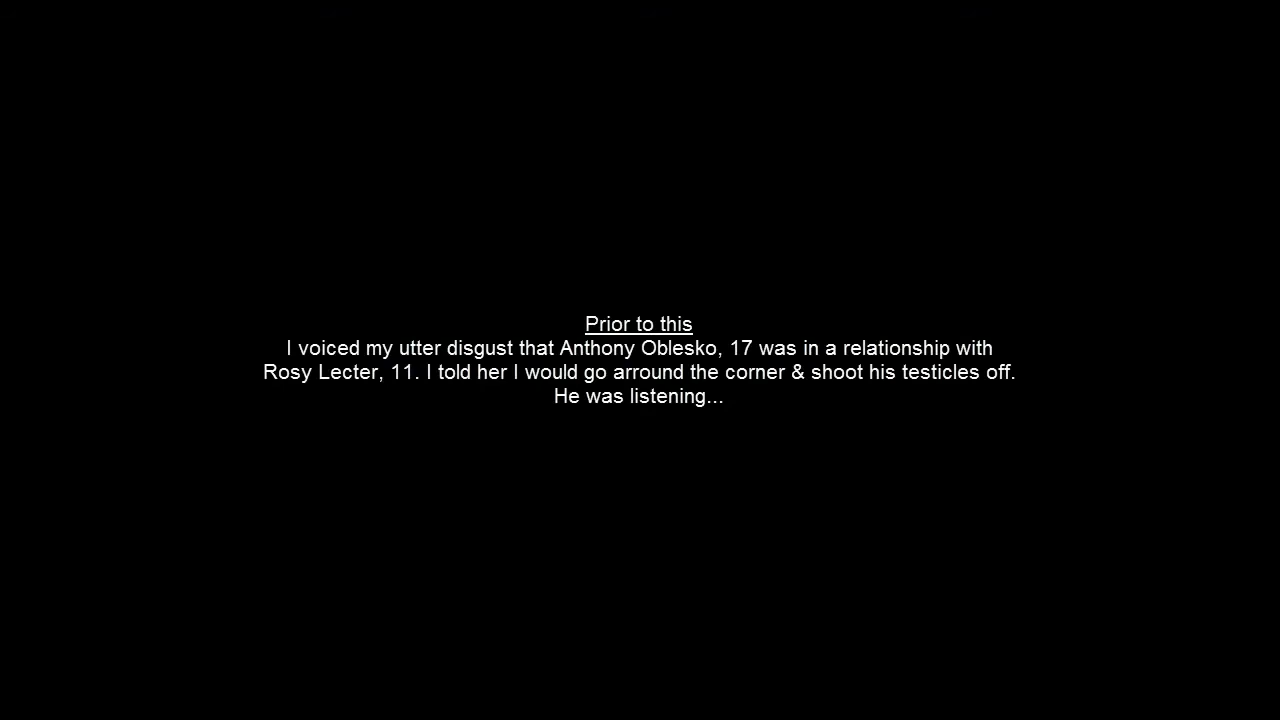 Prior to this
I voiced my utter disgust that Anthony Oblesko, 17 was in a relationship with
Rosy Lecter, 11. I told her I would go arround the corner & shoot his testicles off.
He was listening...